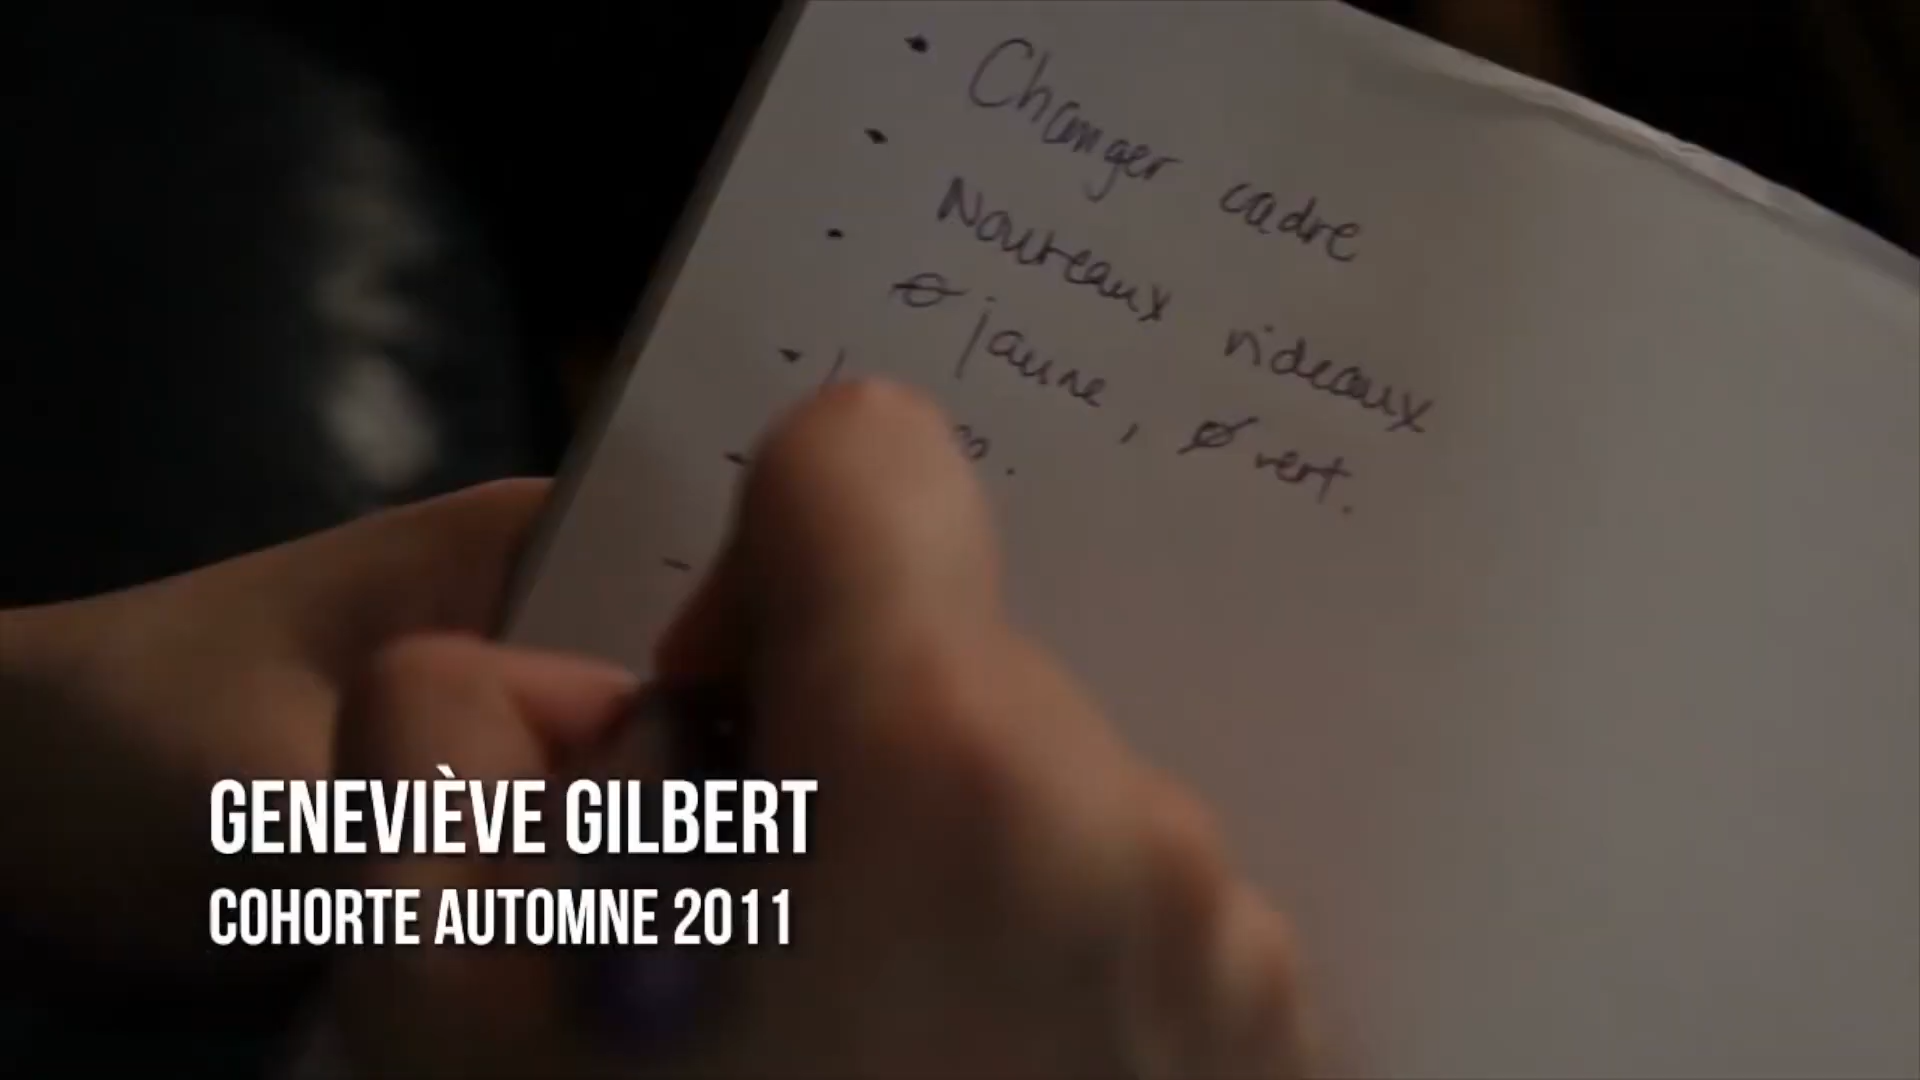 • Changer cadre
• Nouveaux rideaux
• Ø jaune, Ø vert.
GENEVIÈVE GILBERT
COHORTE AUTOMNE 2011